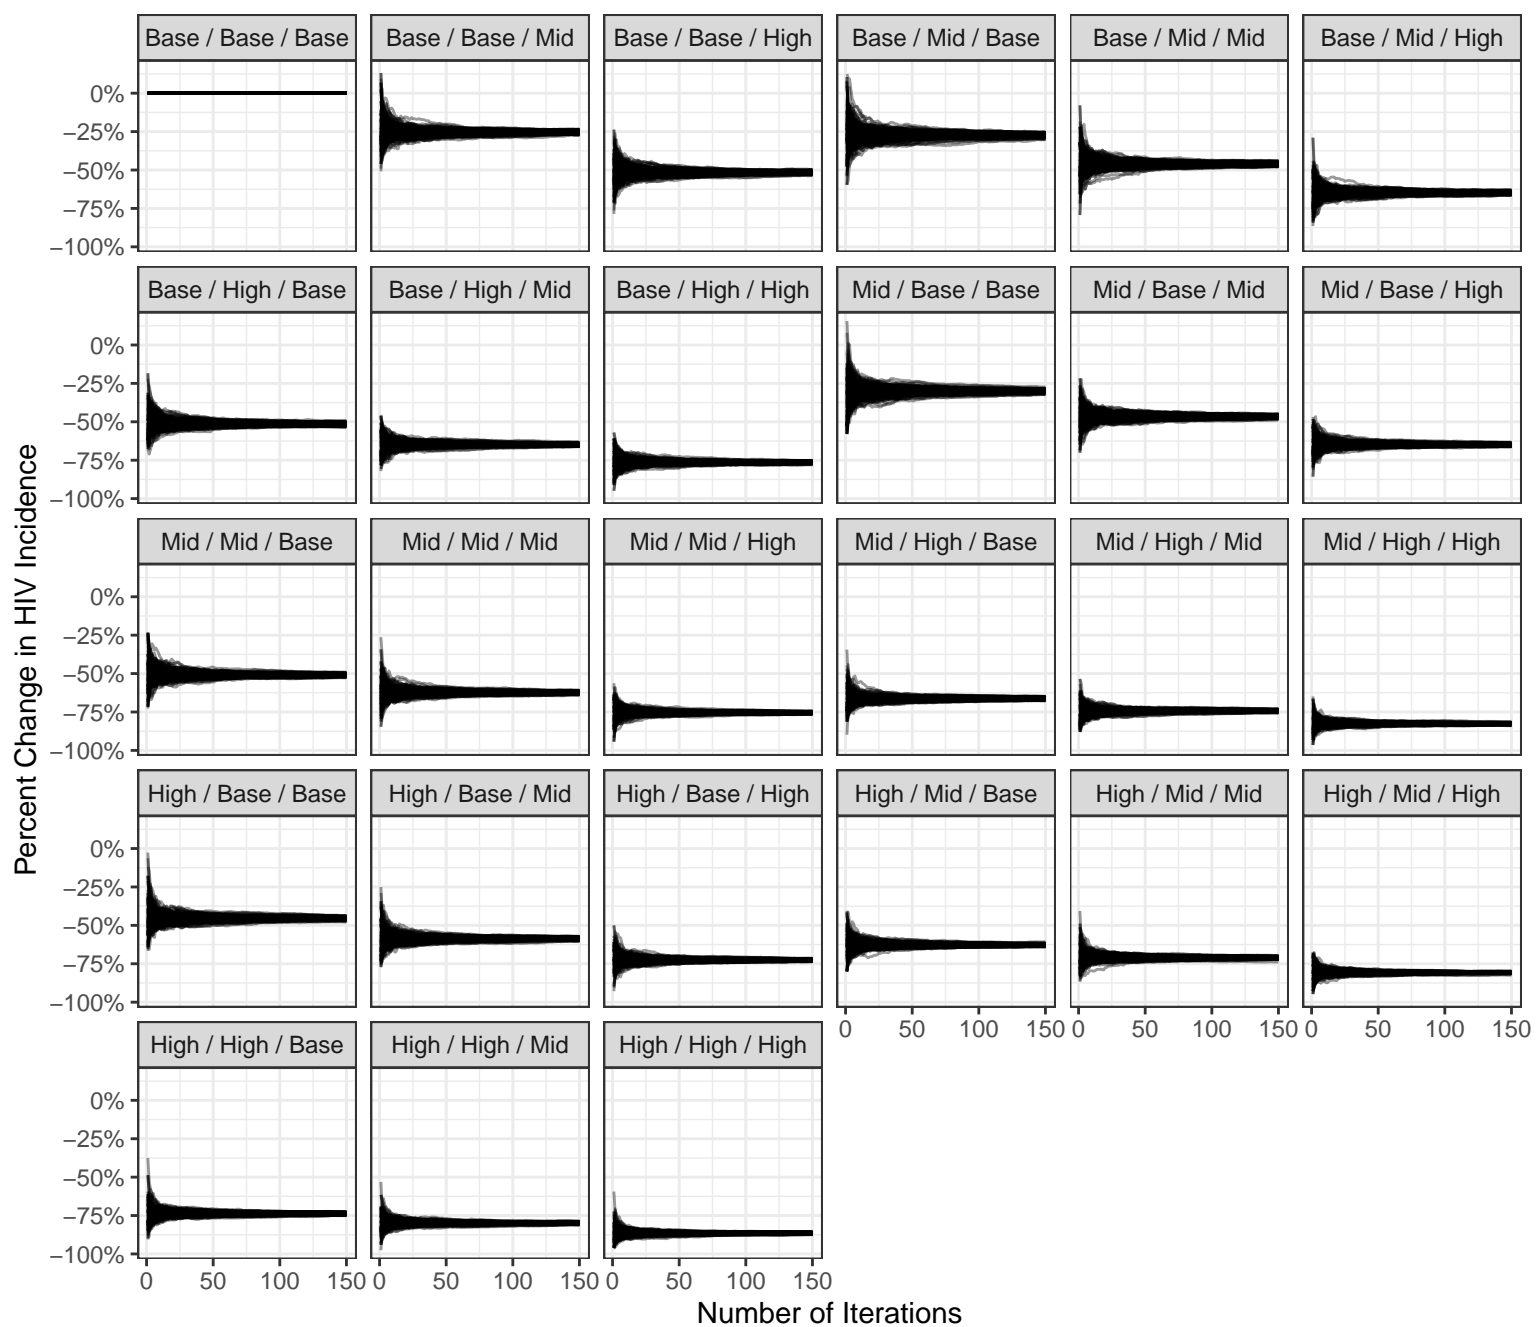 Base / Base / Base
Base / Base / Mid
Base / Base / High
Base / Mid / Base
Base / Mid / Mid
Base / Mid / High
0%
−25%
−50%
−75%
−100%
Base / High / Base
Base / High / Mid
Base / High / High
Mid / Base / Base
Mid / Base / Mid
Mid / Base / High
0%
−25%
−50%
−75%
−100%
Percent Change in HIV Incidence
Mid / Mid / Base
Mid / Mid / Mid
Mid / Mid / High
Mid / High / Base
Mid / High / Mid
Mid / High / High
0%
−25%
−50%
−75%
−100%
High / Base / Base
High / Base / Mid
High / Base / High
High / Mid / Base
High / Mid / Mid
High / Mid / High
0%
−25%
−50%
−75%
−100%
0 50 100 150
0 50 100 150
0 50 100 150
High / High / Base
High / High / Mid
High / High / High
0%
−25%
−50%
−75%
−100%
0 50 100 150
0 50 100 150
0 50 100 150
Number of Iterations